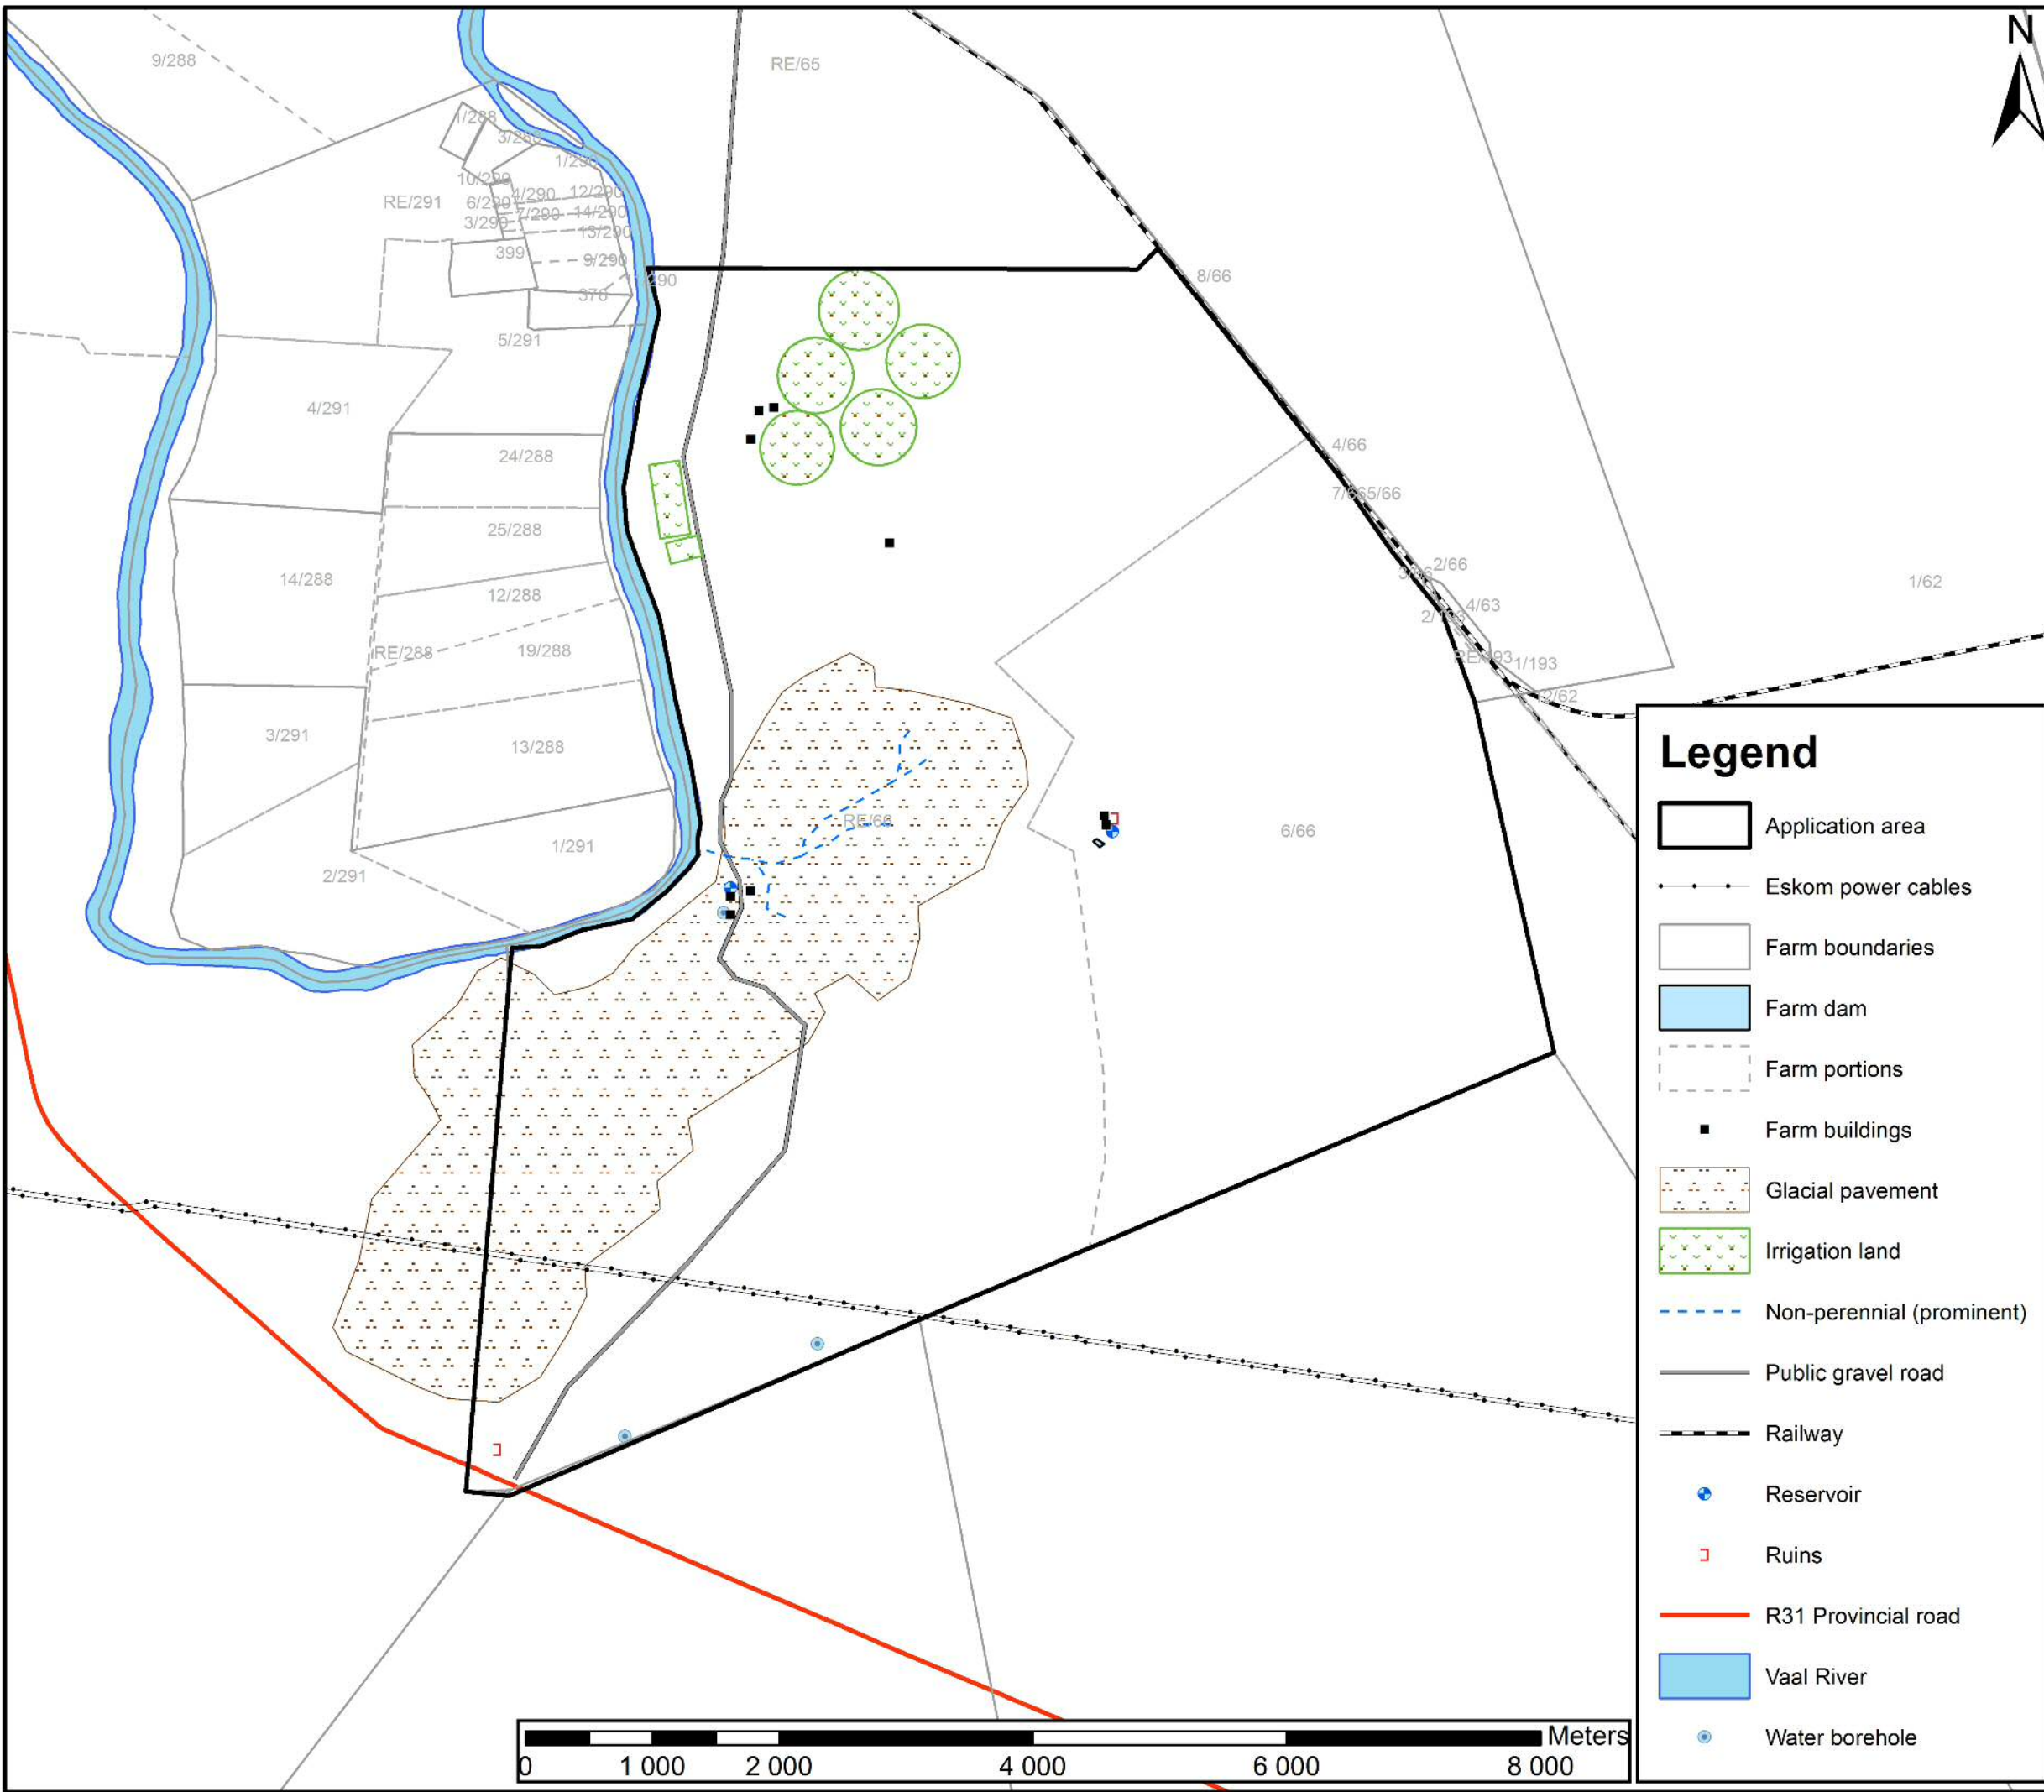 N
9/288
RE/65
1/288
3/288
1/290
10/290
4/290
12/290
RE/291
6/290
7/290
14/290
3/290
13/290
399
9/290
290
378
8/66
5/291
4/291
4/66
24/288
7/66
5/66
25/288
2/66
14/288
1/62
12/288
4/63
RE/288
19/288
1/193
2/62
3/291
13/288
RE/66
6/66
1/291
2/291
Legend
Application area
Eskom power cables
Farm boundaries
Farm dam
Farm portions
Farm buildings
Glacial pavement
Irrigation land
Non-perennial (prominent)
Public gravel road
Railway
Reservoir
Ruins
R31 Provincial road
Vaal River
Water borehole
Meters
0 1 000 2 000 4 000 6 000 8 000